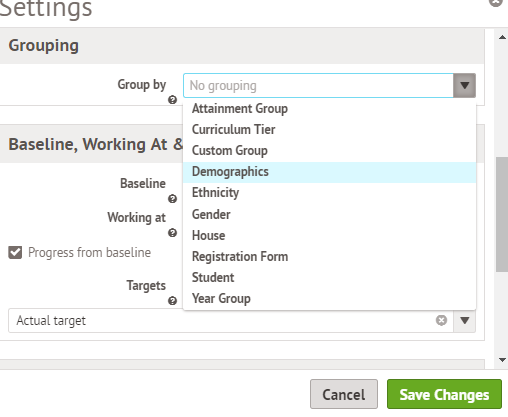 Settings
Grouping
Group by
No grouping
Attainment Group
Curriculum Tier
Custom Group
Demographics
Ethnicity
Gender
House
Registration Form
Student
Year Group
Baseline, Working At &
Baseline
Working at
Progress from baseline
Targets
Actual target
Cancel
Save Changes